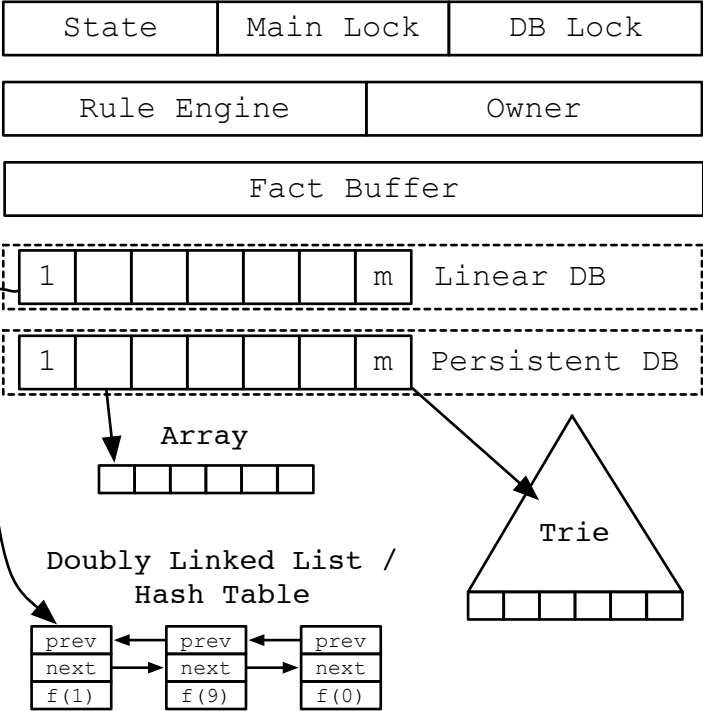 State Main Lock DB Lock
Rule Engine Owner
Fact Buffer
1 m Linear DB
1 m Persistent DB
Array
Trie
Doubly Linked List /
Hash Table
prev prev prev
next next next
f(1) f(9) f(0)